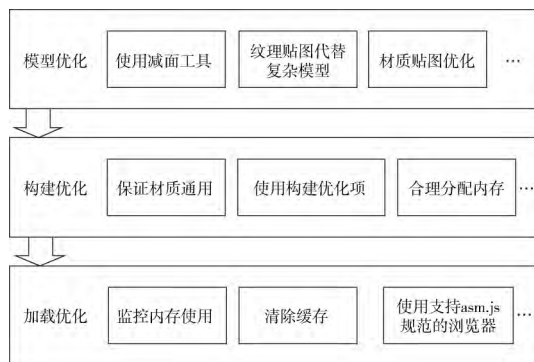 模型优化
使用减面工具
纹理贴图代替
复杂模型
材质贴图优化
…
构建优化
保证材质通用
使用构建优化项
合理分配内存
…
加载优化
监控内存使用
清除缓存
使用支持asm.js
规范的浏览器
…